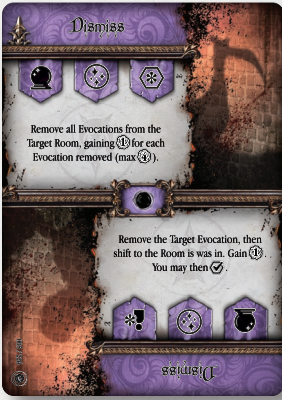 Dismiss
Remove all Evocations from the
Target Room, gaining 1 for each
Evocation removed (max 4).
Remove the Target Evocation, then
shift to the Room is was in. Gain 1.
You may then .
Dismiss